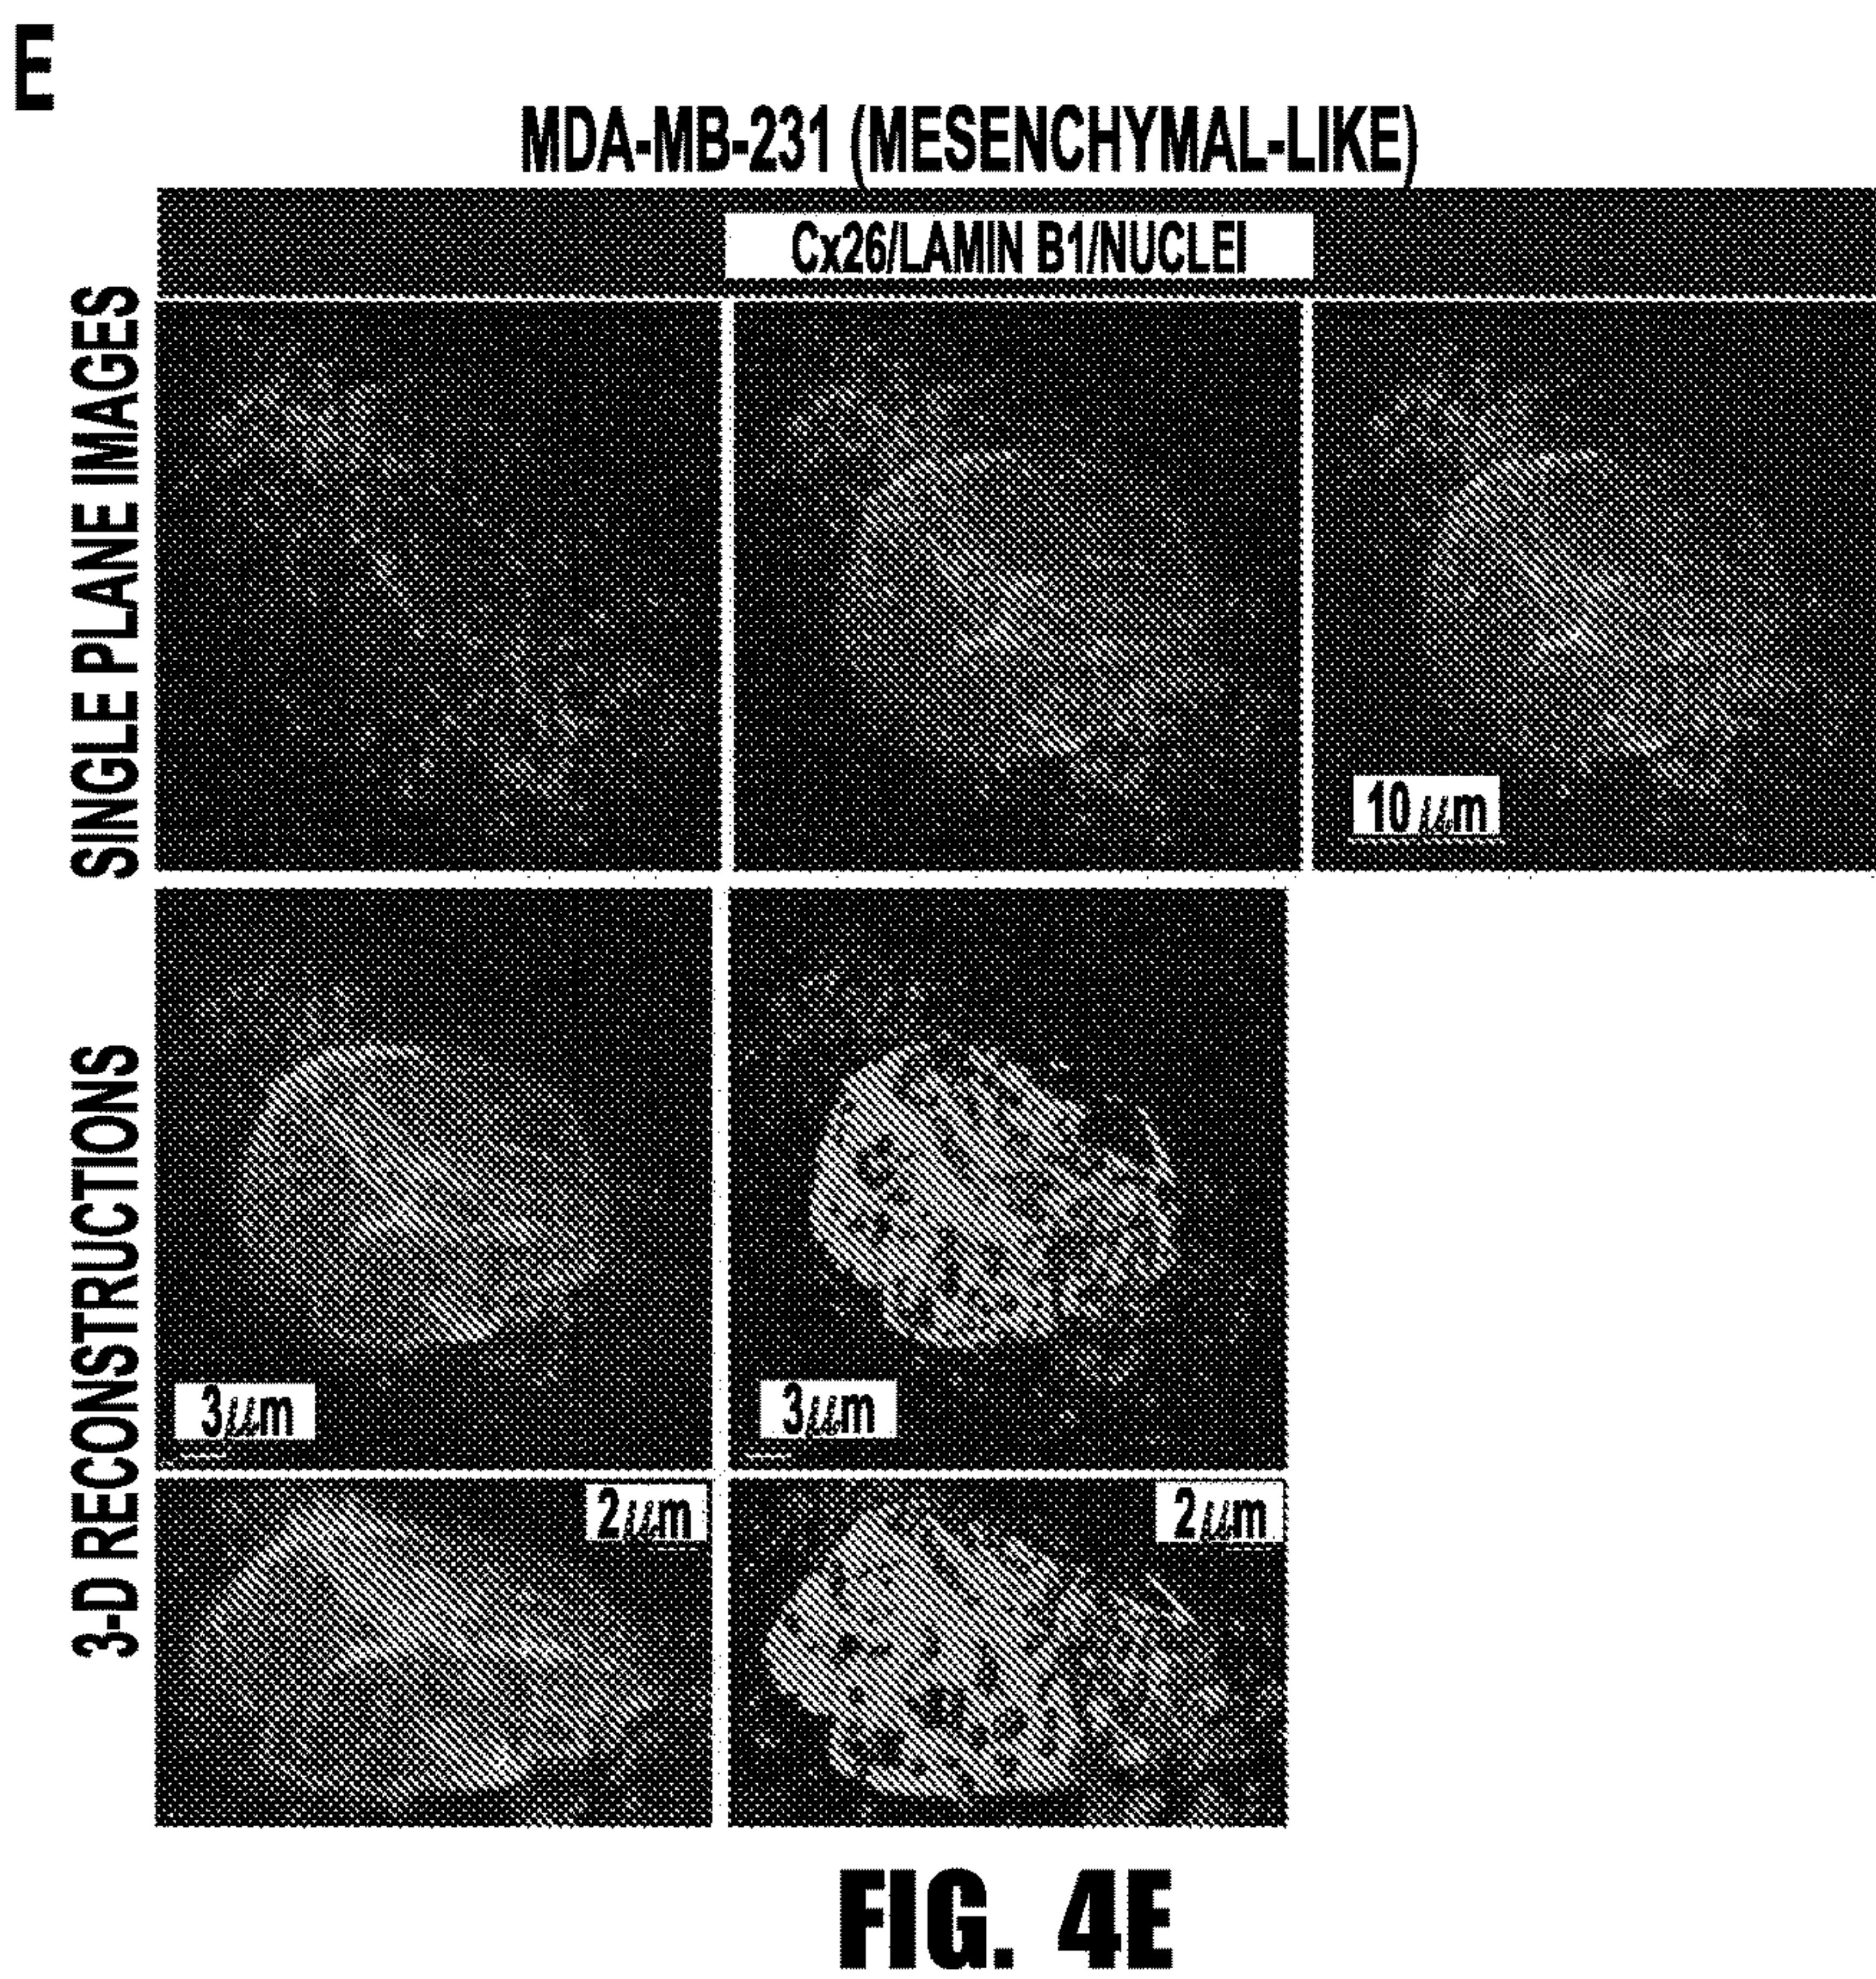 E
MDA-MB-231 (MESENCHYMAL-LIKE)
Cx26/LAMIN B1/NUCLEI
SINGLE PLANE IMAGES
10 μm
3-D RECONSTRUCTIONS
3μm
3μm
2μm
2μm
FIG. 4E